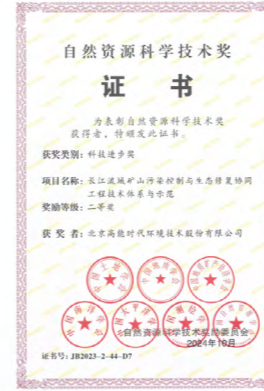 自然资源科学技术奖
证 书
为表彰自然资源科学技术奖
获得者，特颁发此证书。
获奖类别：科技进步奖
项目名称：长江流域矿山污染控制与生态修复协同
工程技术体系与示范
奖励等级：二等奖
获 奖 者：北京高能时代环境技术股份有限公司
自然资源科学技术奖励委员会
2024年10月
证书号：JB2023-2-44-D7